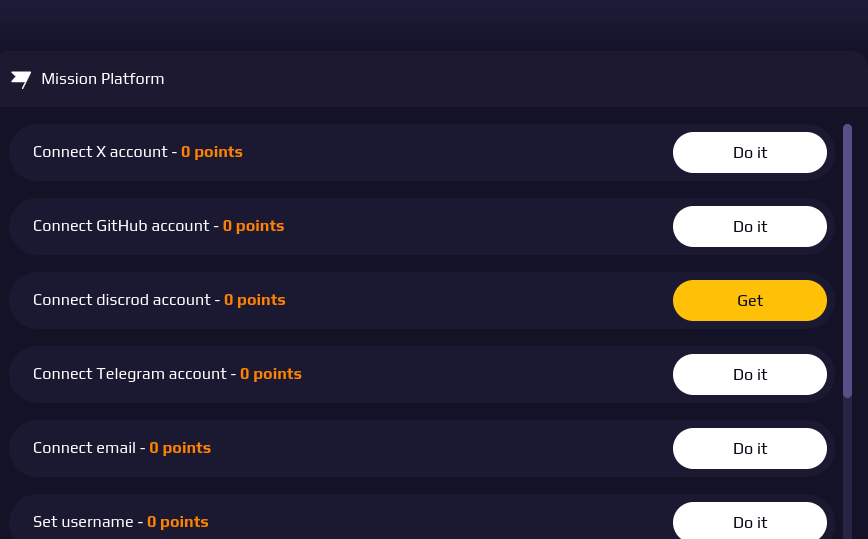 Mission Platform
Connect X account - 0 points
Do it
Connect GitHub account - 0 points
Do it
Connect discrod account - 0 points
Get
Connect Telegram account - 0 points
Do it
Connect email - 0 points
Do it
Set username - 0 points
Do it